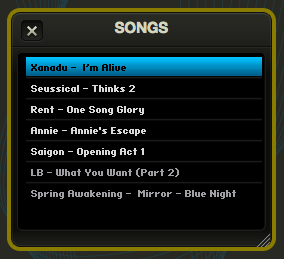 SONGS
Xanadu - I'm Alive
Seussical - Thinks 2
Rent - One Song Glory
Annie - Annie's Escape
Saigon - Opening Act 1
LB - What You Want (Part 2)
Spring Awakening - Mirror - Blue Night